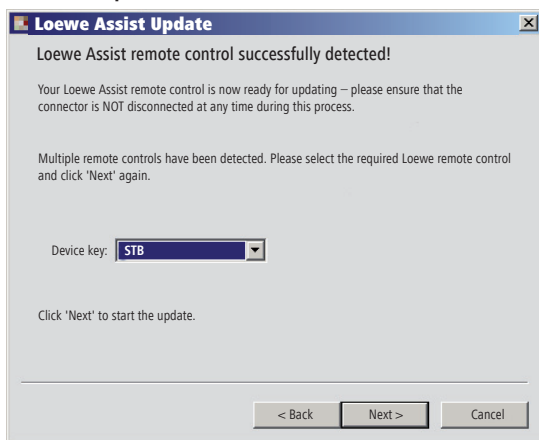 Loewe Assist Update
Loewe Assist remote control successfully detected!
Your Loewe Assist remote control is now ready for updating – please ensure that the
connector is NOT disconnected at any time during this process.
Multiple remote controls have been detected. Please select the required Loewe remote control
and click 'Next' again.
Device key: STB
Click 'Next' to start the update.
< Back Next > Cancel